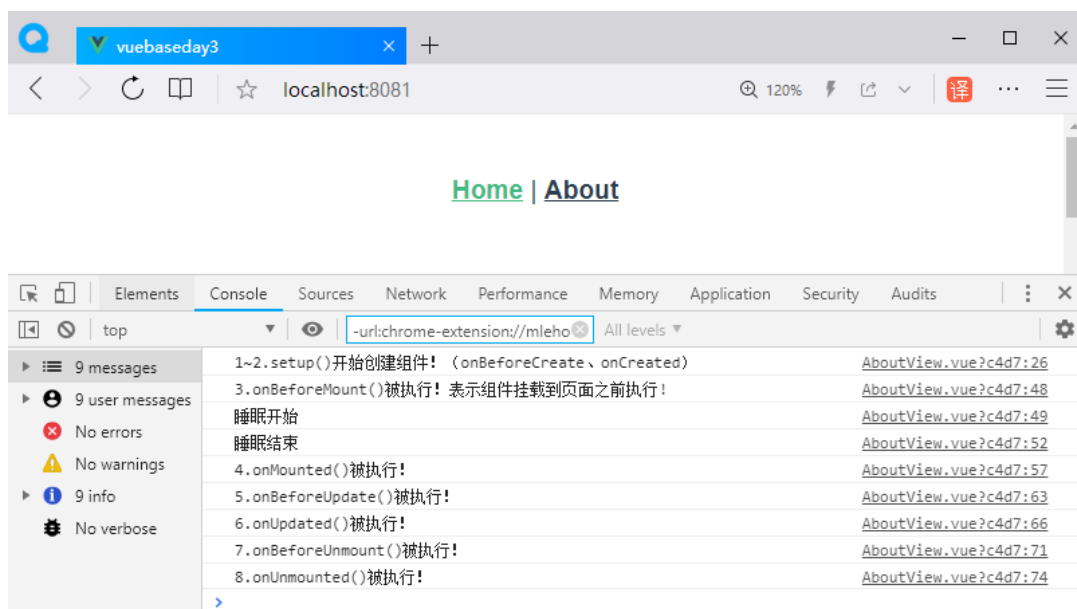 vuebaseday3
localhost:8081 120% 译
Home | About
Elements Console Sources Network Performance Memory Application Security Audits
top -url:chrome-extension://mleho All levels
9 messages
9 user messages
No errors
No warnings
9 info
No verbose
1~2.setup()开始创建组件!(onBeforeCreate、onCreated) AboutView.vue?c4d7:26
3.onBeforeMount()被执行!表示组件挂载到页面之前执行! AboutView.vue?c4d7:48
睡眠开始 AboutView.vue?c4d7:49
睡眠结束 AboutView.vue?c4d7:52
4.onMounted()被执行! AboutView.vue?c4d7:57
5.onBeforeUpdate()被执行! AboutView.vue?c4d7:63
6.onUpdated()被执行! AboutView.vue?c4d7:66
7.onBeforeUnmount()被执行! AboutView.vue?c4d7:71
8.onUnmounted()被执行! AboutView.vue?c4d7:74